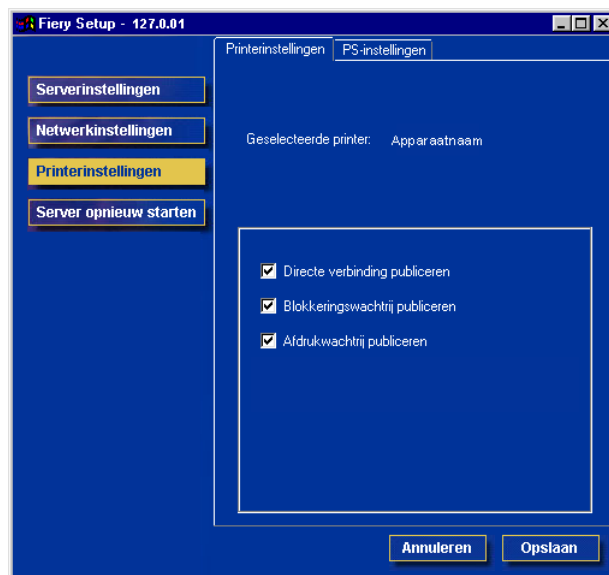 Fiery Setup - 127.0.01
Printerinstellingen
PS-instellingen
Serverinstellingen
Netwerkinstellingen
Printerinstellingen
Server opnieuw starten
Geselecteerde printer: Apparaatnaam
Directe verbinding publiceren
Blokkeringswachtrij publiceren
Afdrukwachtrij publiceren
Annuleren
Opslaan